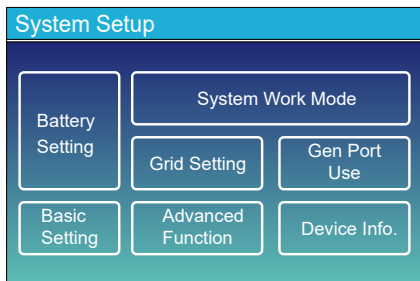 System Setup
Battery
Setting
System Work Mode
Grid Setting
Gen Port
Use
Basic
Setting
Advanced
Function
Device Info.